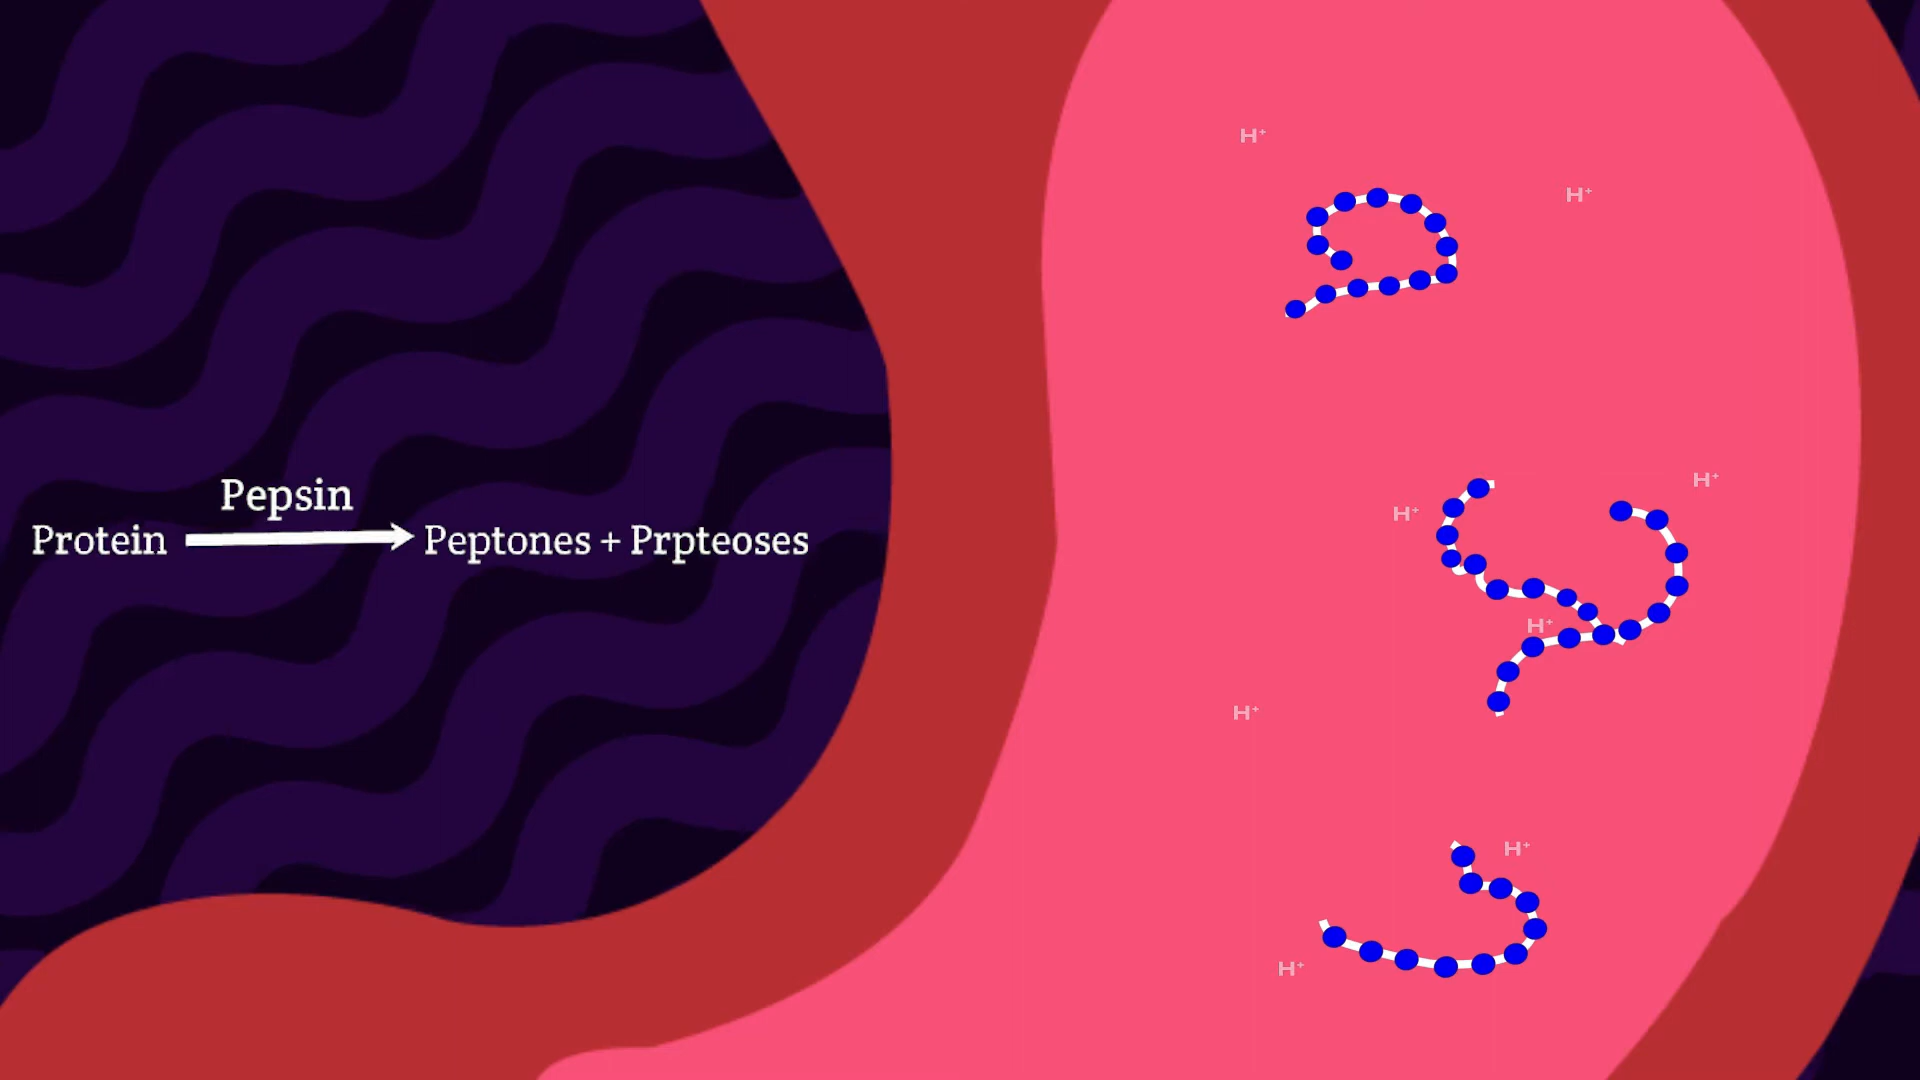 Pepsin
Protein → Peptones + Prpteoses
H⁺
H⁺
H⁺
H⁺
H⁺
H⁺
H⁺
H⁺